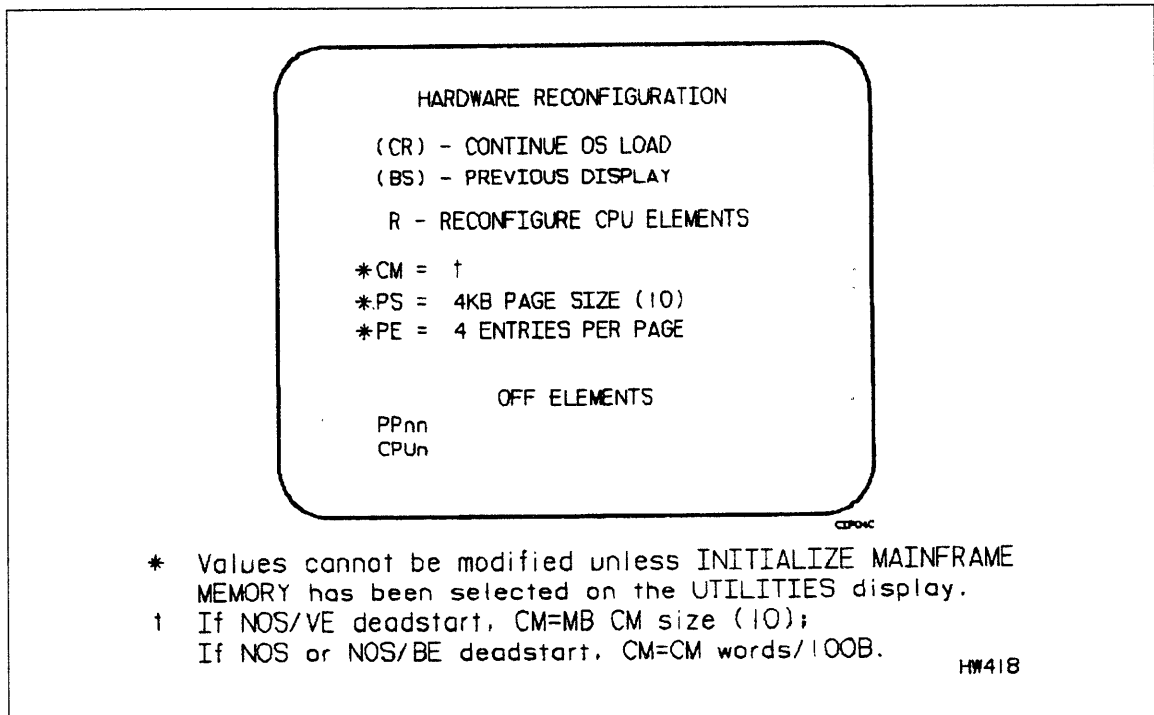 HARDWARE RECONFIGURATION
(CR) - CONTINUE OS LOAD
(BS) - PREVIOUS DISPLAY
R - RECONFIGURE CPU ELEMENTS
*CM = †
*PS = 4KB PAGE SIZE (10)
*PE = 4 ENTRIES PER PAGE
OFF ELEMENTS
PPnn
CPUn
* Values cannot be modified unless INITIALIZE MAINFRAME
MEMORY has been selected on the UTILITIES display.
† If NOS/VE deadstart, CM=MB CM size (10);
If NOS or NOS/BE deadstart, CM=CM words/100B.
HW418